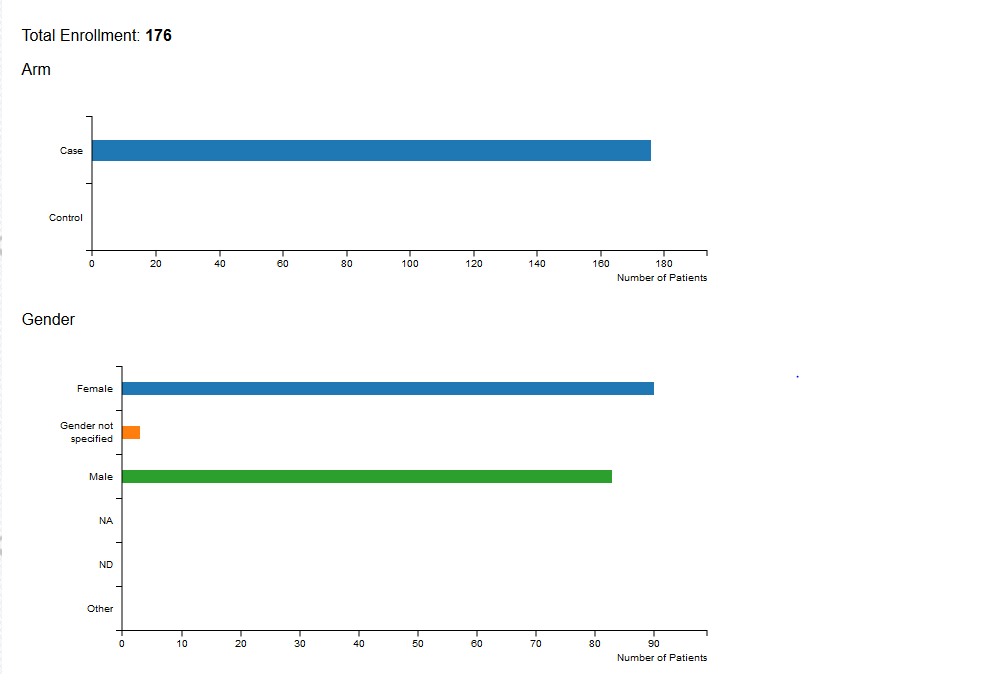 Total Enrollment: 176
Arm
Case
Control
0 20 40 60 80 100 120 140 160 180
Number of Patients
Gender
Female
Gender not
specified
Male
NA
ND
Other
0 10 20 30 40 50 60 70 80 90
Number of Patients